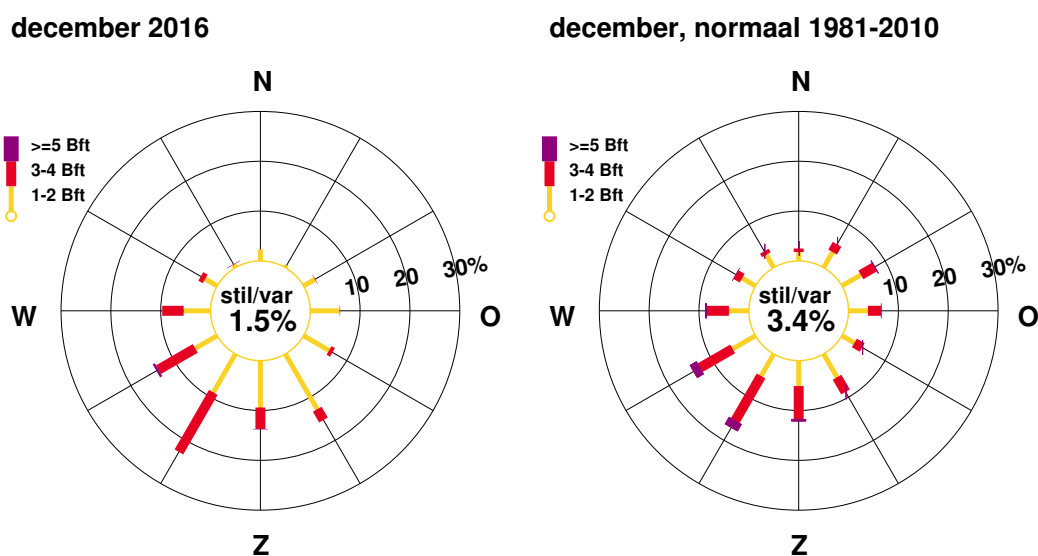 december 2016
N
>=5 Bft
3-4 Bft
1-2 Bft
10
20
30%
stil/var
1.5%
W
O
Z
december, normaal 1981-2010
N
>=5 Bft
3-4 Bft
1-2 Bft
10
20
30%
stil/var
3.4%
W
O
Z